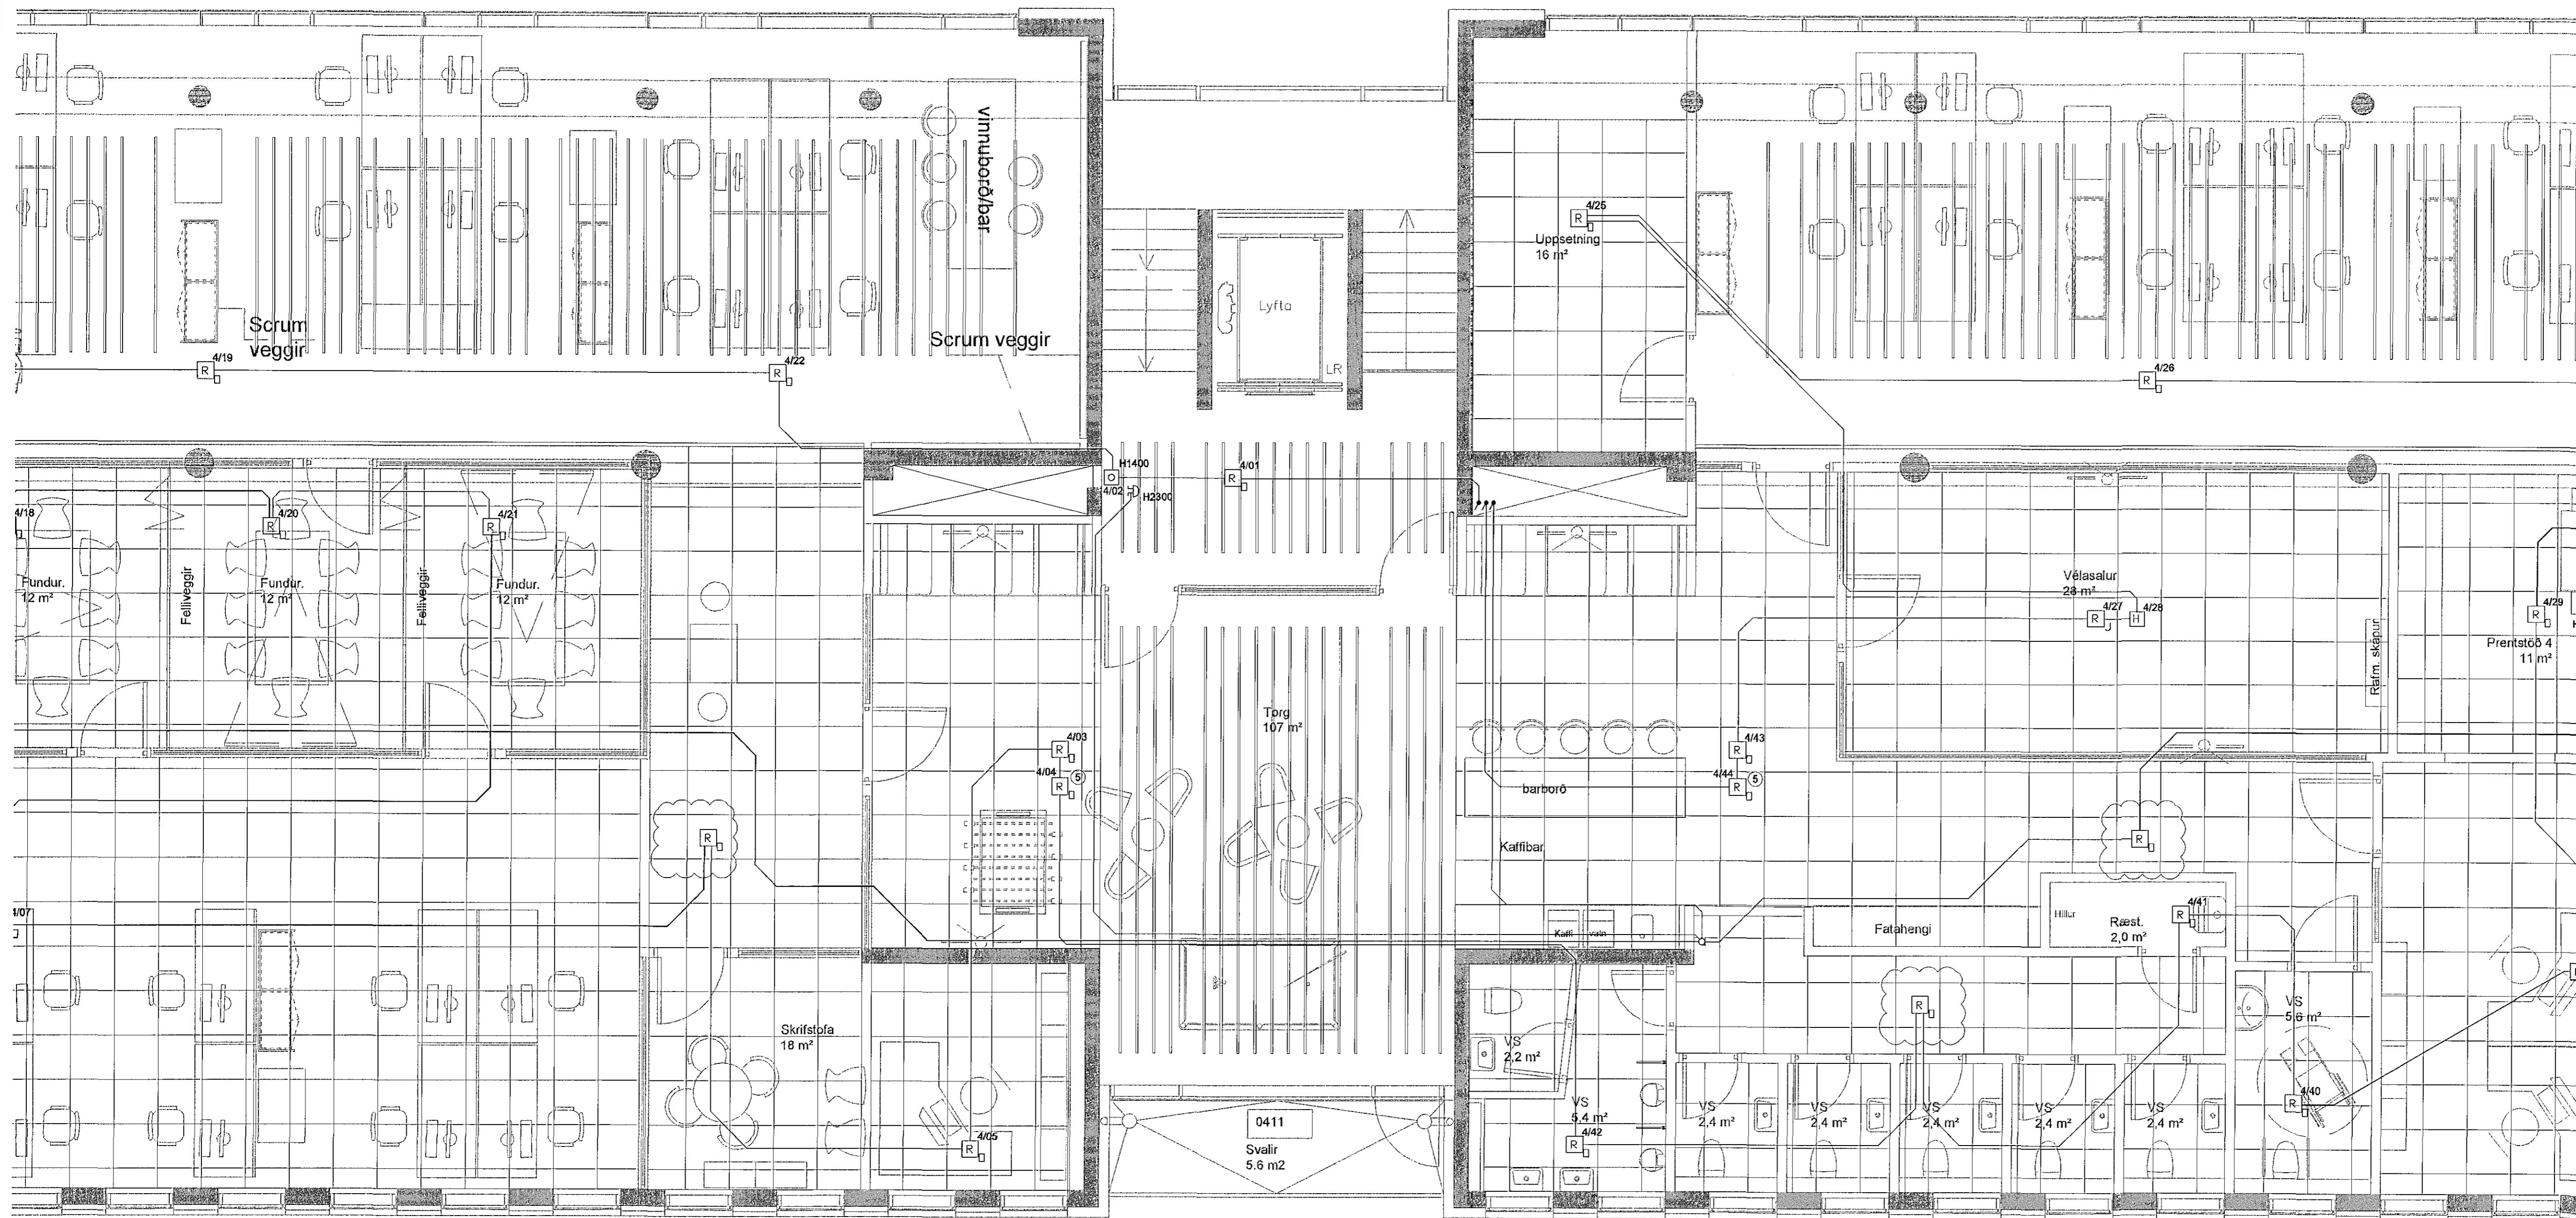 vinnuborð/bar
4/25
R
Uppsetning
16 m²
Lyfta
LR
Scrum
veggir
Scrum veggir
4/19
R
4/22
R
4/26
R
H1400
O
4/02
H2300
4/01
R
4/18
4/20
R
4/21
R
Fundur.
12 m²
Felliveggir
Fundur.
12 m²
Felliveggir
Fundur.
12 m²
Vélasalur
28 m²
4/27
R
4/28
H
Rafm. skápur
4/29
R
Prentstöð 4
11 m²
Torg
107 m²
4/03
R
4/04
R
5
4/43
R
4/44
R
5
barborð
Kaffibar
R
R
4/07
Kaffi
vatn
Fatahengi
Hillur
Ræst.
2,0 m²
4/41
R
R
Skrifstofa
18 m²
VS
2,2 m²
VS
5,6 m²
VS
5,4 m²
4/42
R
VS
2,4 m²
VS
2,4 m²
VS
2,4 m²
VS
2,4 m²
VS
2,4 m²
4/40
R
4/05
R
0411
Svalir
5.6 m2